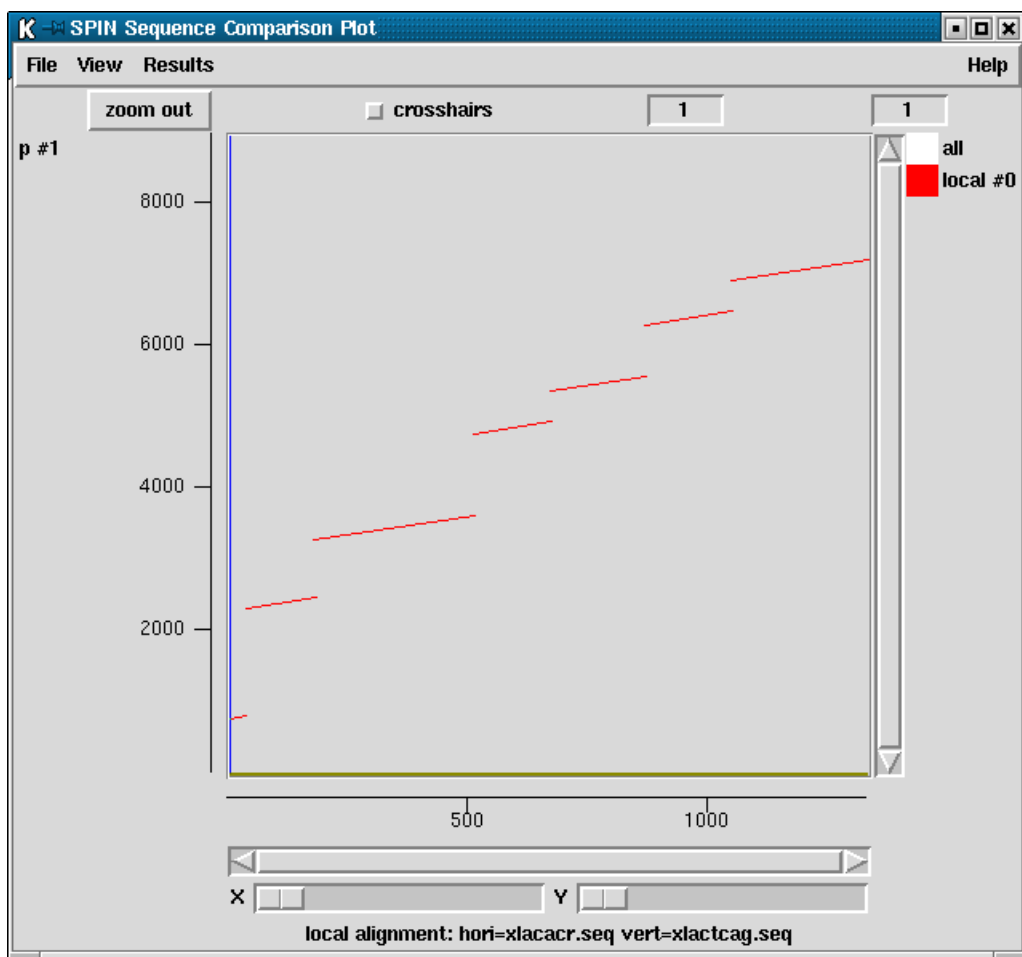 SPIN Sequence Comparison Plot
File View Results Help
zoom out crosshairs 1 1
p #1
all
local #0
8000
6000
4000
2000
500 1000
X Y
local alignment: hori=xlacacr.seq vert=xlactcag.seq